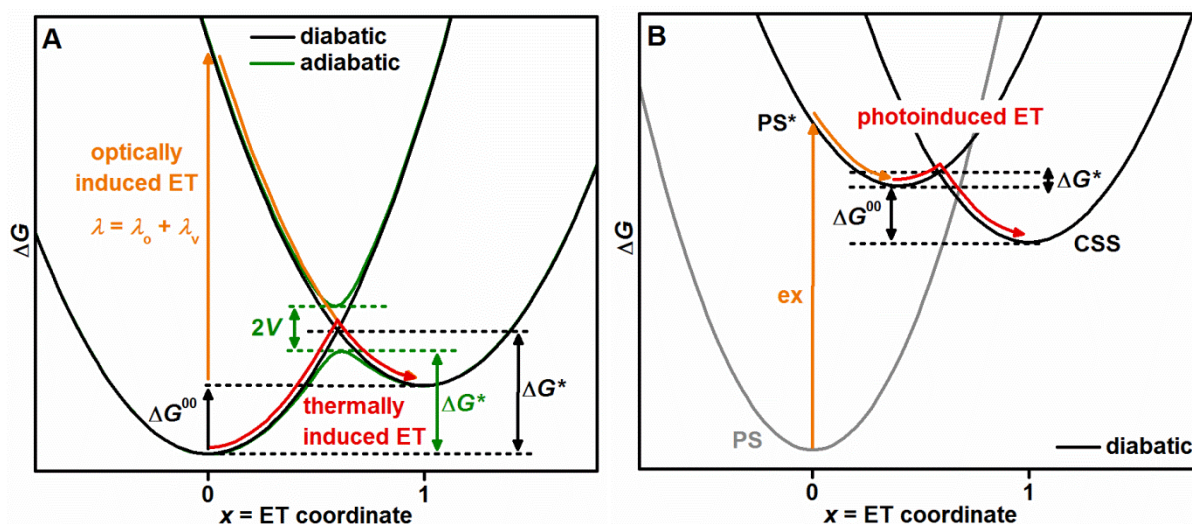 A
diabatic
adiabatic
optically
induced ET
λ = λo + λv
2V
ΔG⁰⁰
thermally
induced ET
ΔG*
ΔG*
ΔG
0
1
x = ET coordinate
B
PS*
photoinduced ET
ΔG*
ΔG⁰⁰
CSS
ex
PS
diabatic
ΔG
0
1
x = ET coordinate